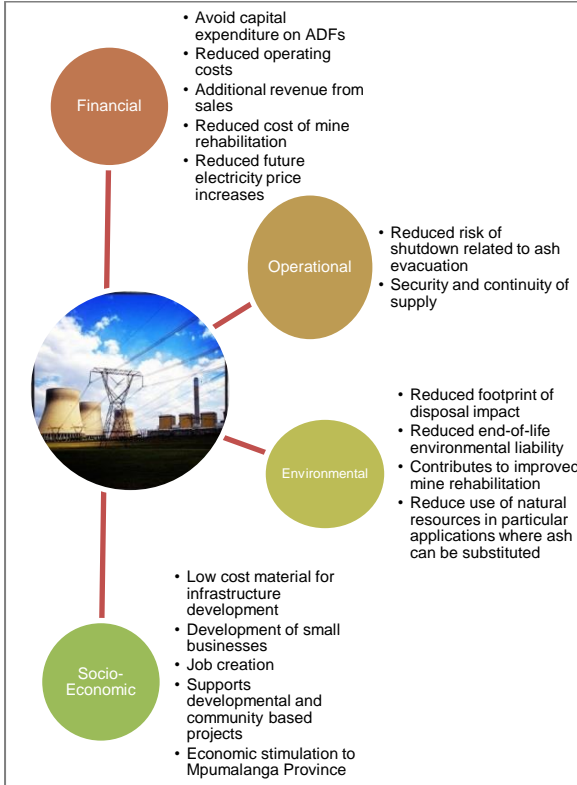 Financial
• Avoid capital
expenditure on ADFs
• Reduced operating
costs
• Additional revenue from
sales
• Reduced cost of mine
rehabilitation
• Reduced future
electricity price
increases
Operational
• Reduced risk of
shutdown related to ash
evacuation
• Security and continuity of
supply
Environmental
• Reduced footprint of
disposal impact
• Reduced end-of-life
environmental liability
• Contributes to improved
mine rehabilitation
• Reduce use of natural
resources in particular
applications where ash
can be substituted
Socio-
Economic
• Low cost material for
infrastructure
development
• Development of small
businesses
• Job creation
• Supports
developmental and
community based
projects
• Economic stimulation to
Mpumalanga Province